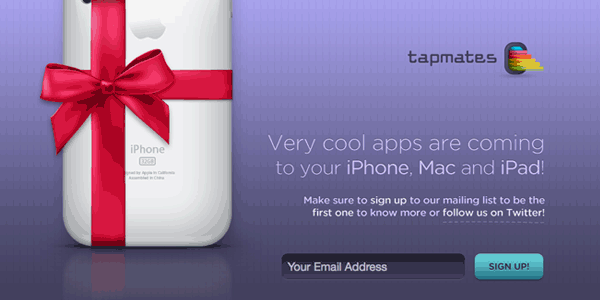 tapmates
Very cool apps are coming
to your iPhone, Mac and iPad!
Make sure to sign up to our mailing list to be the
first one to know more or follow us on Twitter!
Your Email Address
SIGN UP!
iPhone
32GB
Designed by Apple in California
Assembled in China